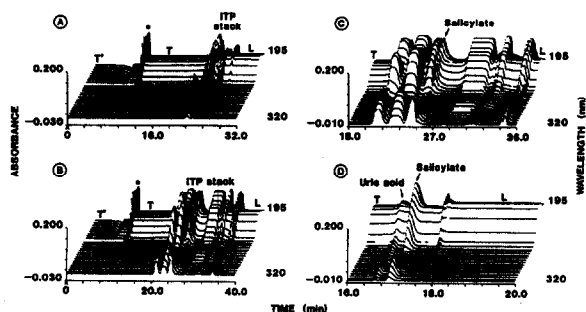 A
ITP
stack
*
T'
T
L
195
0.200
-0.030
0
16.0
32.0
320
B
ITP stack
*
T'
T
L
195
0.200
-0.030
0
20.0
40.0
320
ABSORBANCE
C
Salicylate
T
L
195
0.200
-0.010
18.0
27.0
36.0
320
D
Salicylate
Uric acid
T
L
195
0.200
-0.010
16.0
18.0
20.0
320
WAVELENGTH (nm)
TIME (min)